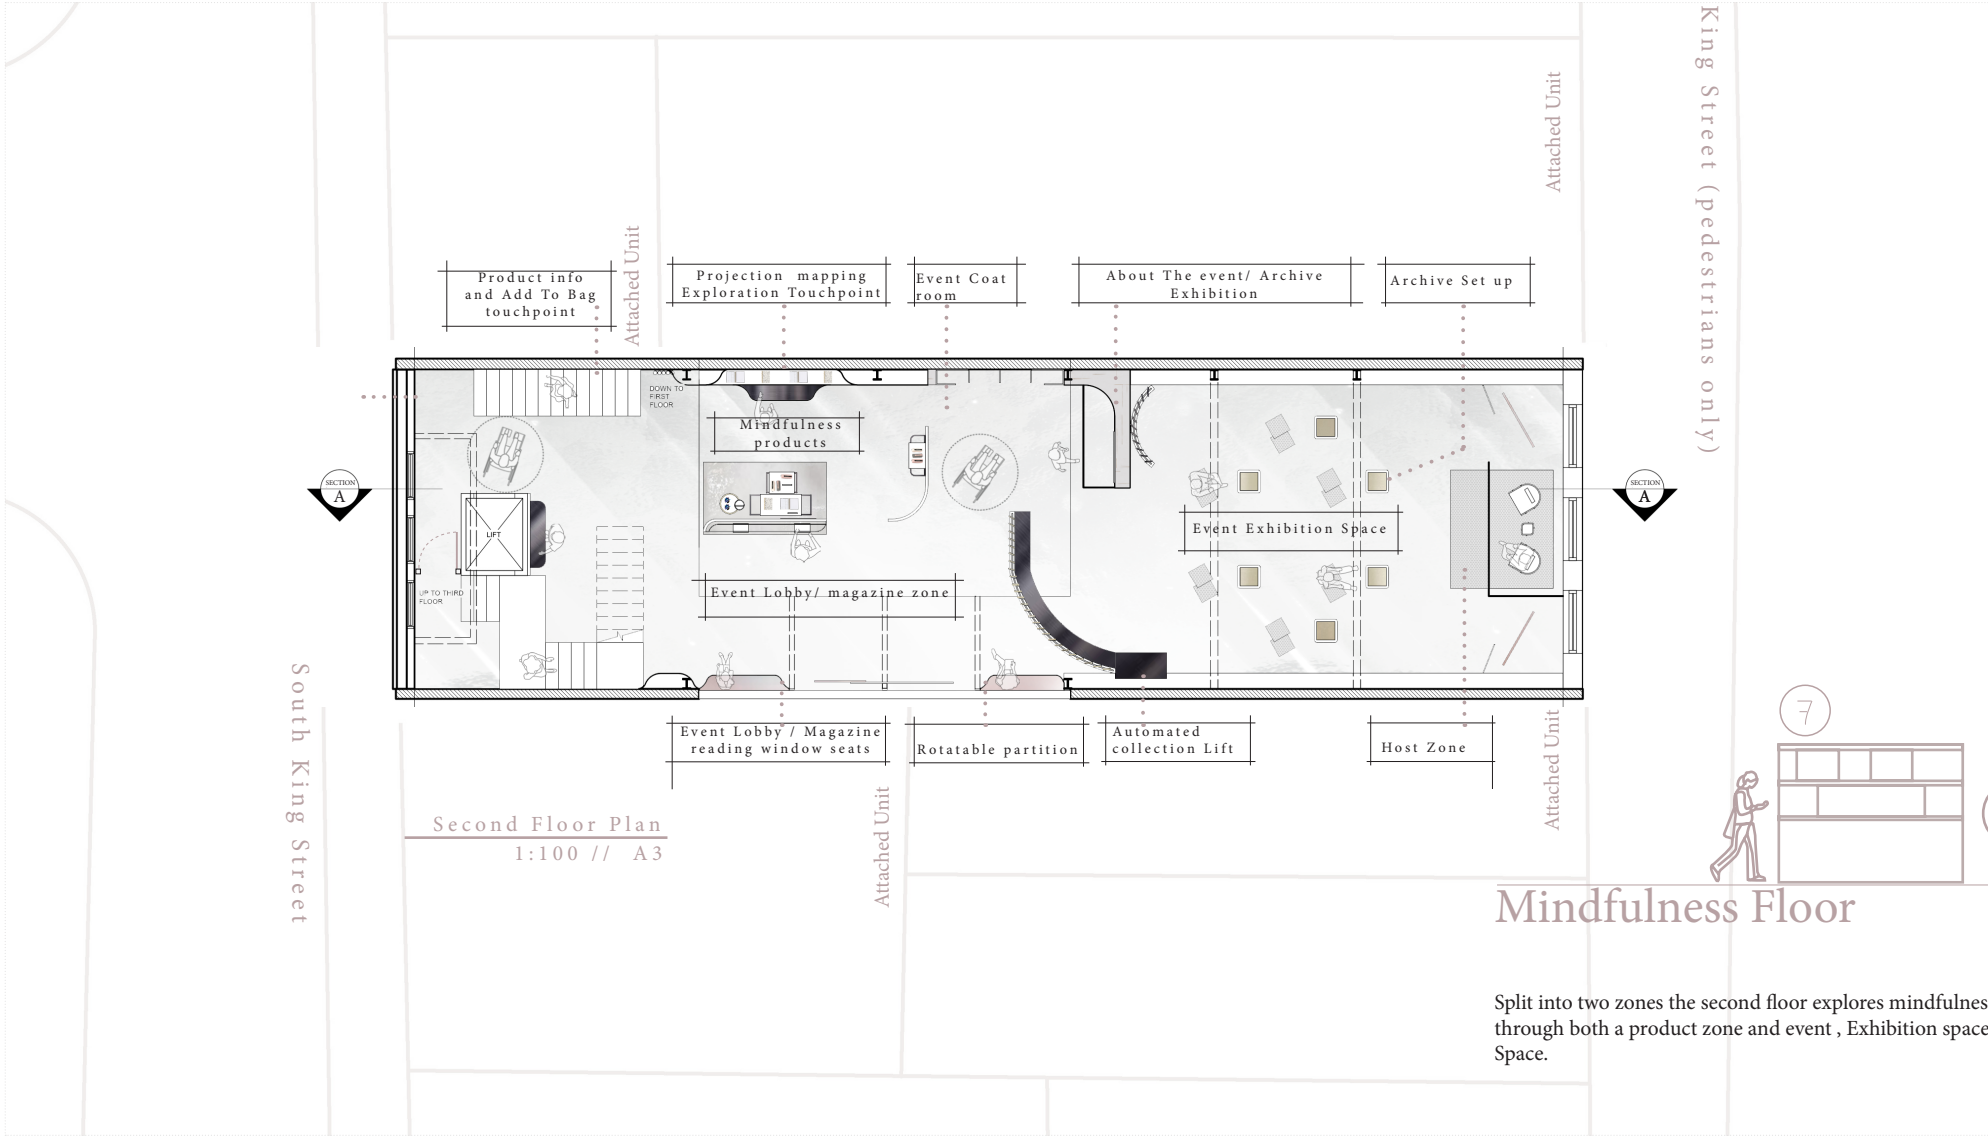 King Street (pedestrians only)
Attached Unit
Attached Unit
Product info
and Add To Bag
touchpoint
Projection mapping
Exploration Touchpoint
Event Coat
room
About The event/ Archive
Exhibition
Archive Set up
DOWN TO
FIRST
FLOOR
Mindfulness
products
SECTION
A
SECTION
A
LIFT
Event Exhibition Space
UP TO THIRD
FLOOR
Event Lobby/ magazine zone
South King Street
Event Lobby / Magazine
reading window seats
Rotatable partition
Automated
collection Lift
Host Zone
Attached Unit
Attached Unit
7
Second Floor Plan
1:100 // A3
Mindfulness Floor
Split into two zones the second floor explores mindfulnes
through both a product zone and event , Exhibition space
Space.